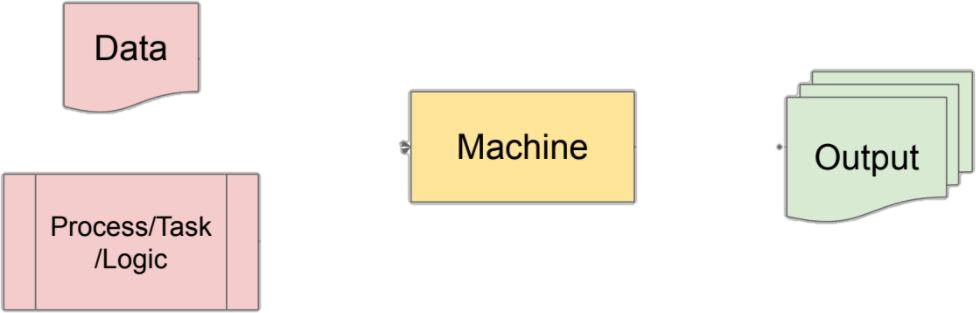 Data
Machine
Output
Process/Task
/Logic